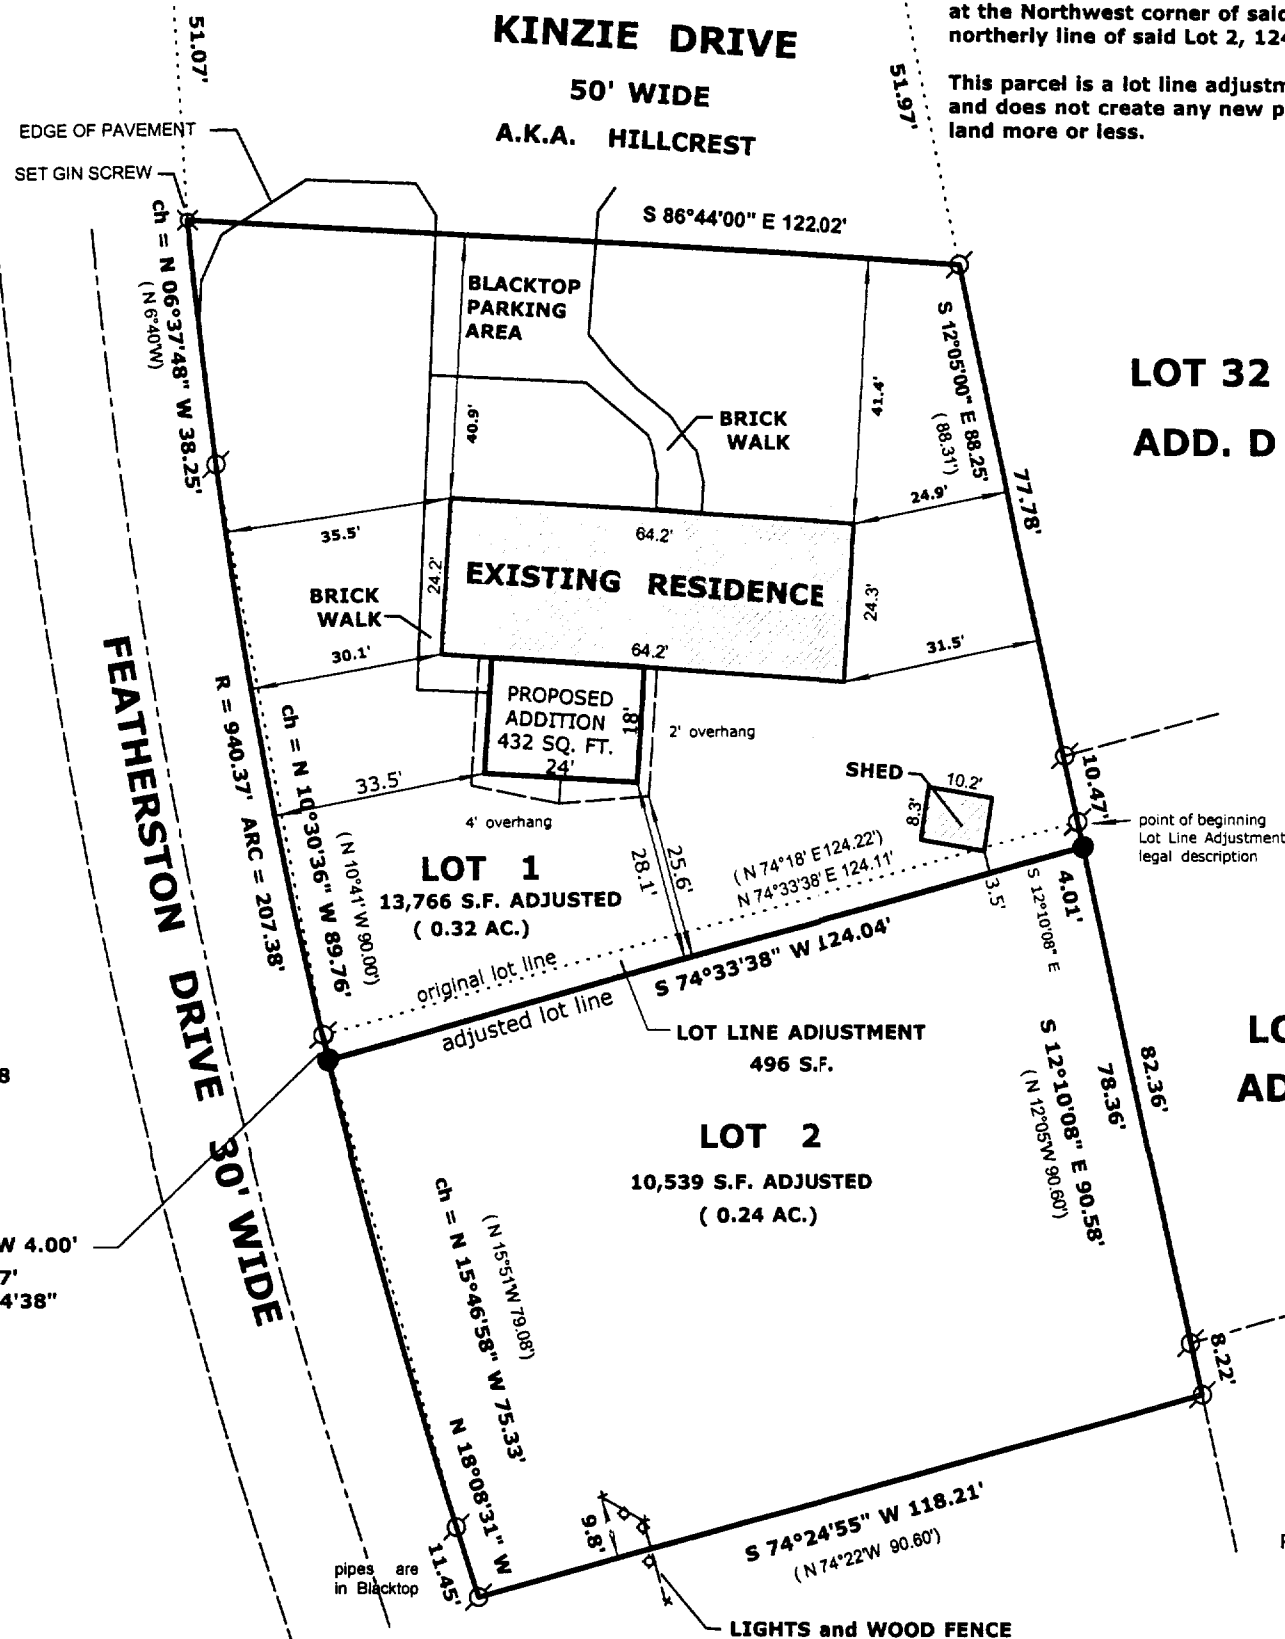 KINZIE DRIVE
50' WIDE
A.K.A. HILLCREST
51.07'
51.97'
at the Northwest corner of said
northerly line of said Lot 2, 124
This parcel is a lot line adjustm
and does not create any new p
land more or less.
EDGE OF PAVEMENT
SET GIN SCREW
S 86°44'00" E 122.02'
ch = N 06°37'48" W 38.25'
(N 6°40'W)
BLACKTOP
PARKING
AREA
40.9'
41.4'
BRICK
WALK
S 12°05'00" E 88.25'
(88.31')
LOT 32
ADD. D
77.78'
24.9'
35.5'
64.2'
24.2'
EXISTING RESIDENCE
24.3'
BRICK
WALK
30.1'
64.2'
31.5'
FEATHERSTON DRIVE 30' WIDE
R = 940.37' ARC = 207.38'
ch = N 10°30'36" W 89.76'
(N 10°41' W 90.00')
PROPOSED
ADDITION
432 SQ. FT.
24'
18'
2' overhang
33.5'
4' overhang
28.1'
25.6'
SHED
10.2'
8.3'
3.5'
10.47'
point of beginning
Lot Line Adjustment
legal description
LOT 1
13,766 S.F. ADJUSTED
( 0.32 AC.)
(N 74°18' E124.22')
N 74°33'38' E 124.11'
S 74°33'38" W 124.04'
4.01'
S 12°10'08" E
original lot line
adjusted lot line
LOT LINE ADJUSTMENT
496 S.F.
LO
AD
8
LOT 2
10,539 S.F. ADJUSTED
( 0.24 AC.)
S 12°10'08" E 90.58'
(N 12°05'W 90.60')
78.36'
82.36'
W 4.00'
7'
4'38"
ch = N 15°46'58" W 75.33'
(N 15°51'W 79.08')
8.22'
N 18°08'31" W
11.45'
9.8'
S 74°24'55" W 118.21'
(N 74°22'W 90.60')
pipes are
in Blacktop
LIGHTS and WOOD FENCE